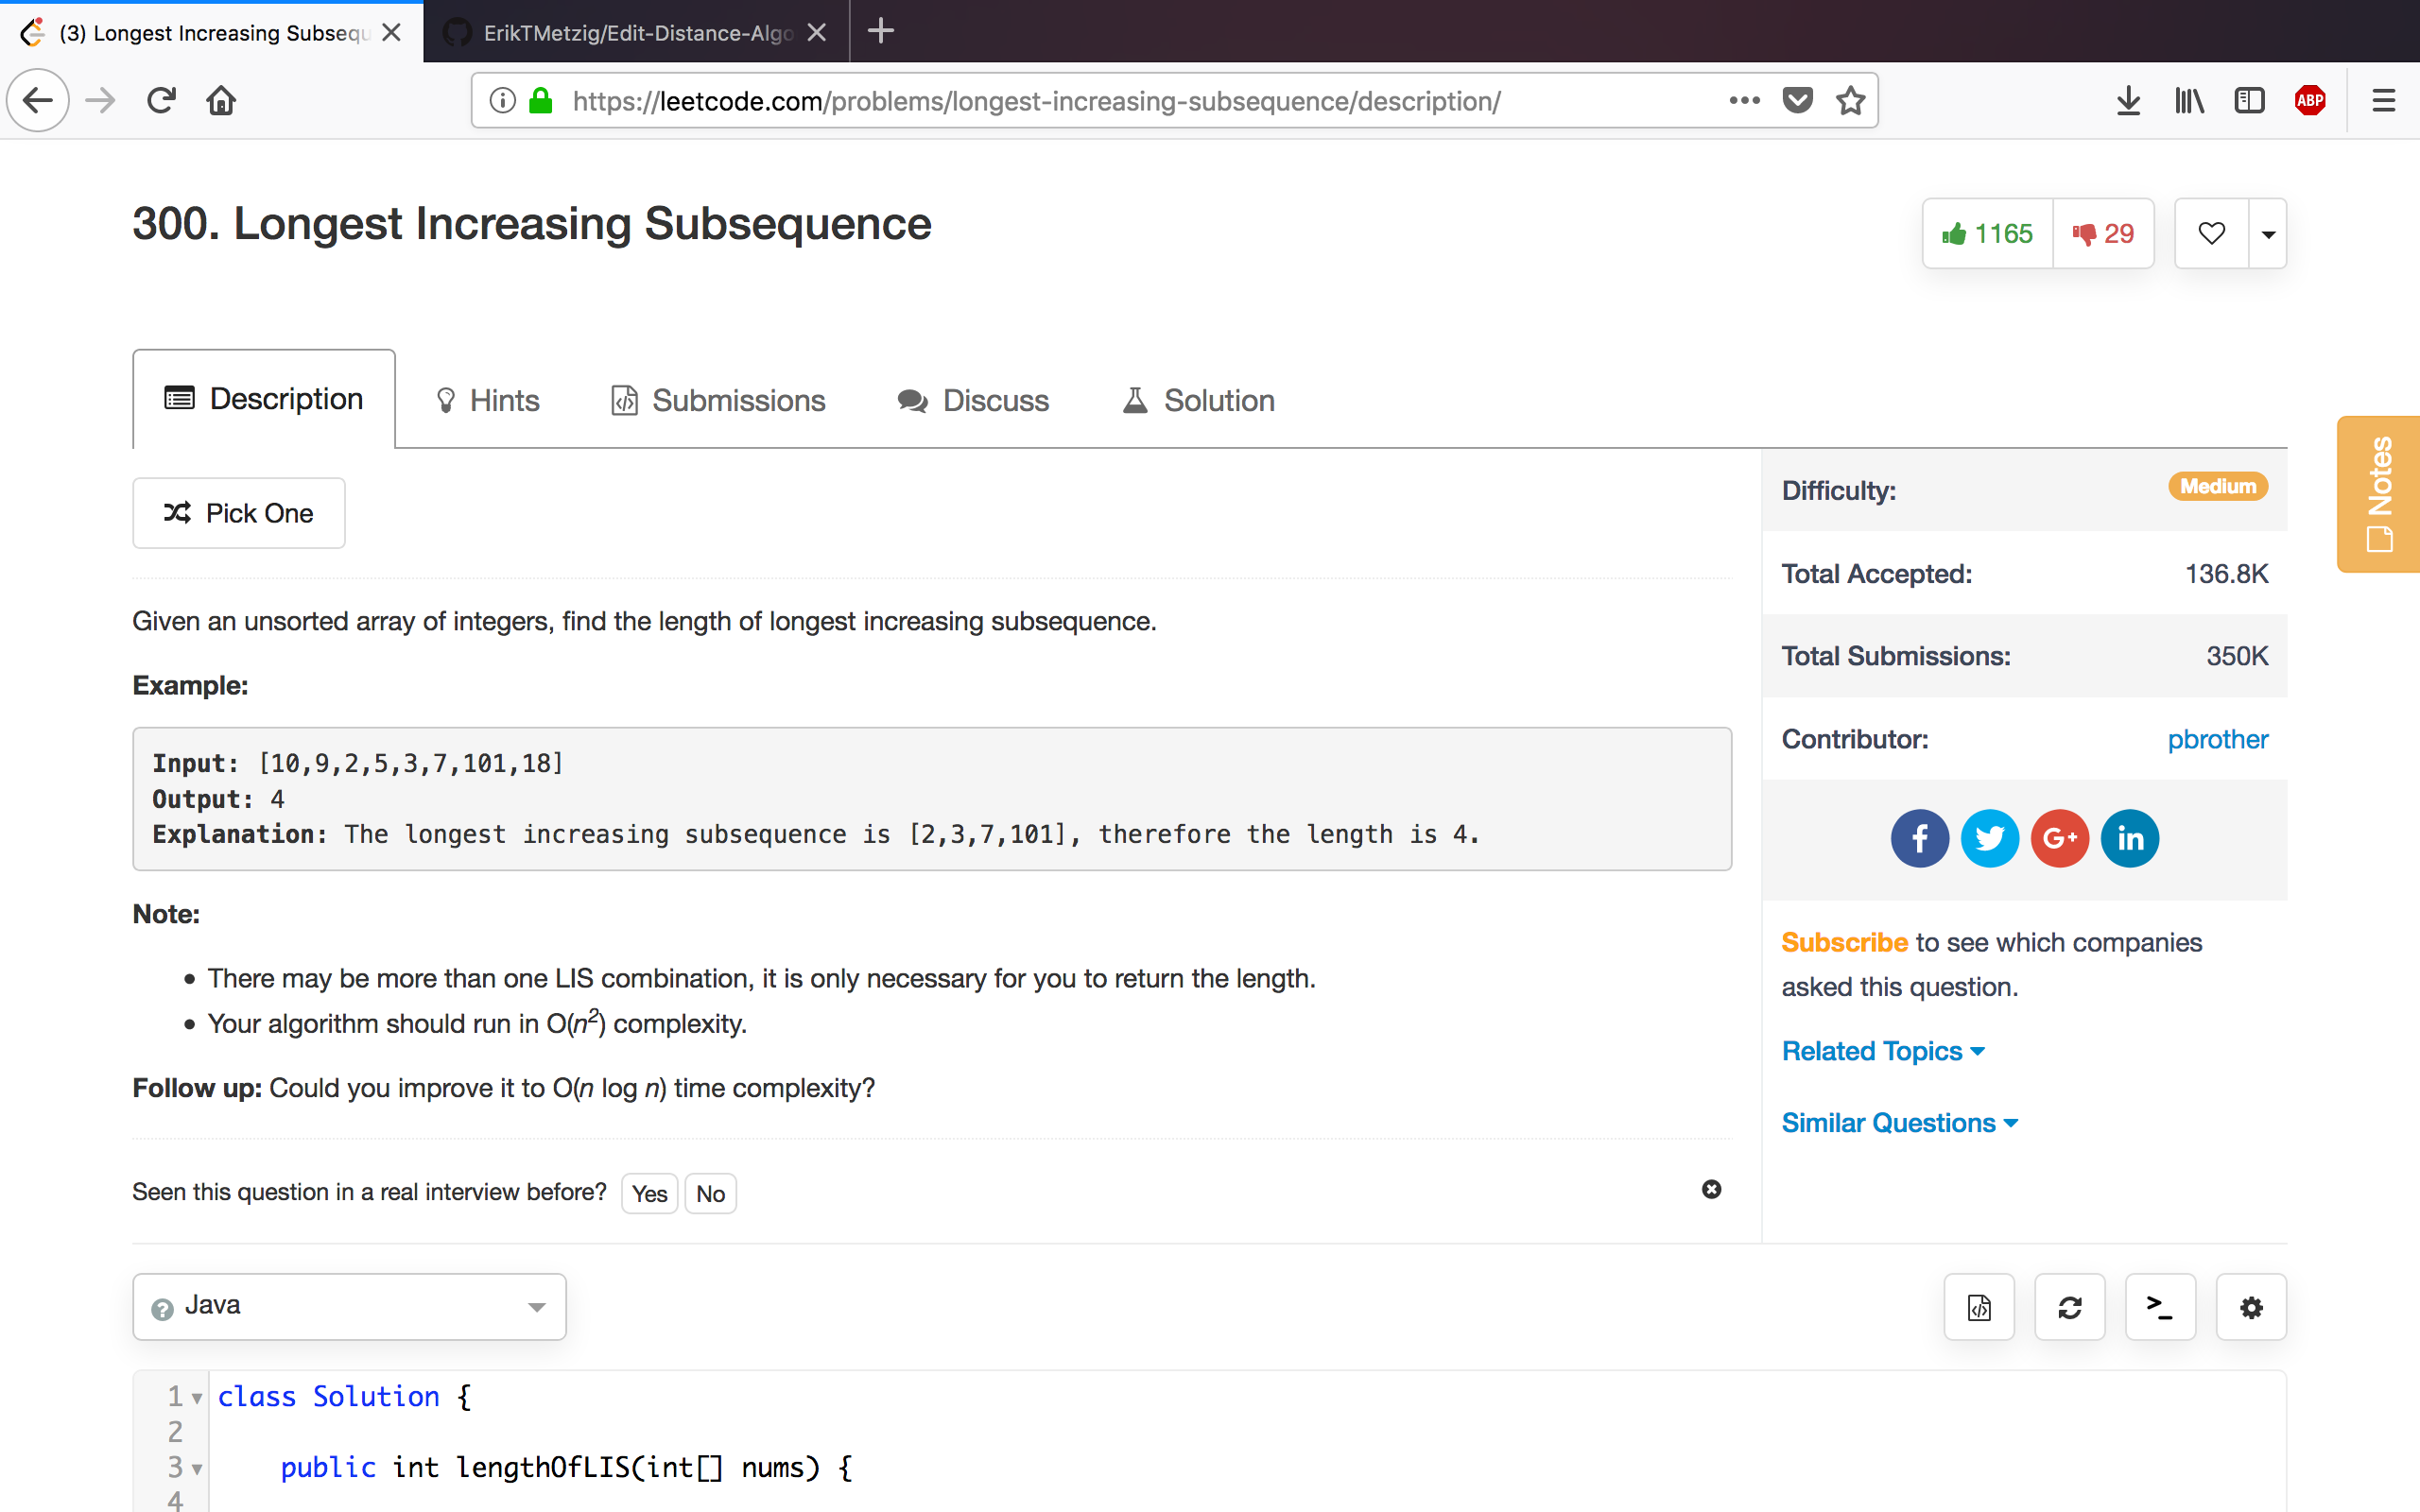 (3) Longest Increasing Subsequ
ErikTMetzig/Edit-Distance-Algo
https://leetcode.com/problems/longest-increasing-subsequence/description/
ABP
300. Longest Increasing Subsequence
1165
29
Description
Hints
Submissions
Discuss
Solution
Notes
Pick One
Given an unsorted array of integers, find the length of longest increasing subsequence.
Example:
Input: [10,9,2,5,3,7,101,18]
Output: 4
Explanation: The longest increasing subsequence is [2,3,7,101], therefore the length is 4.
Note:
• There may be more than one LIS combination, it is only necessary for you to return the length.
• Your algorithm should run in O(n²) complexity.
Follow up: Could you improve it to O(n log n) time complexity?
Seen this question in a real interview before? Yes No
Difficulty: Medium
Total Accepted: 136.8K
Total Submissions: 350K
Contributor: pbrother
f G+ in
Subscribe to see which companies
asked this question.
Related Topics
Similar Questions
Java
>_
1 class Solution {
2
3 public int lengthOfLIS(int[] nums) {
4